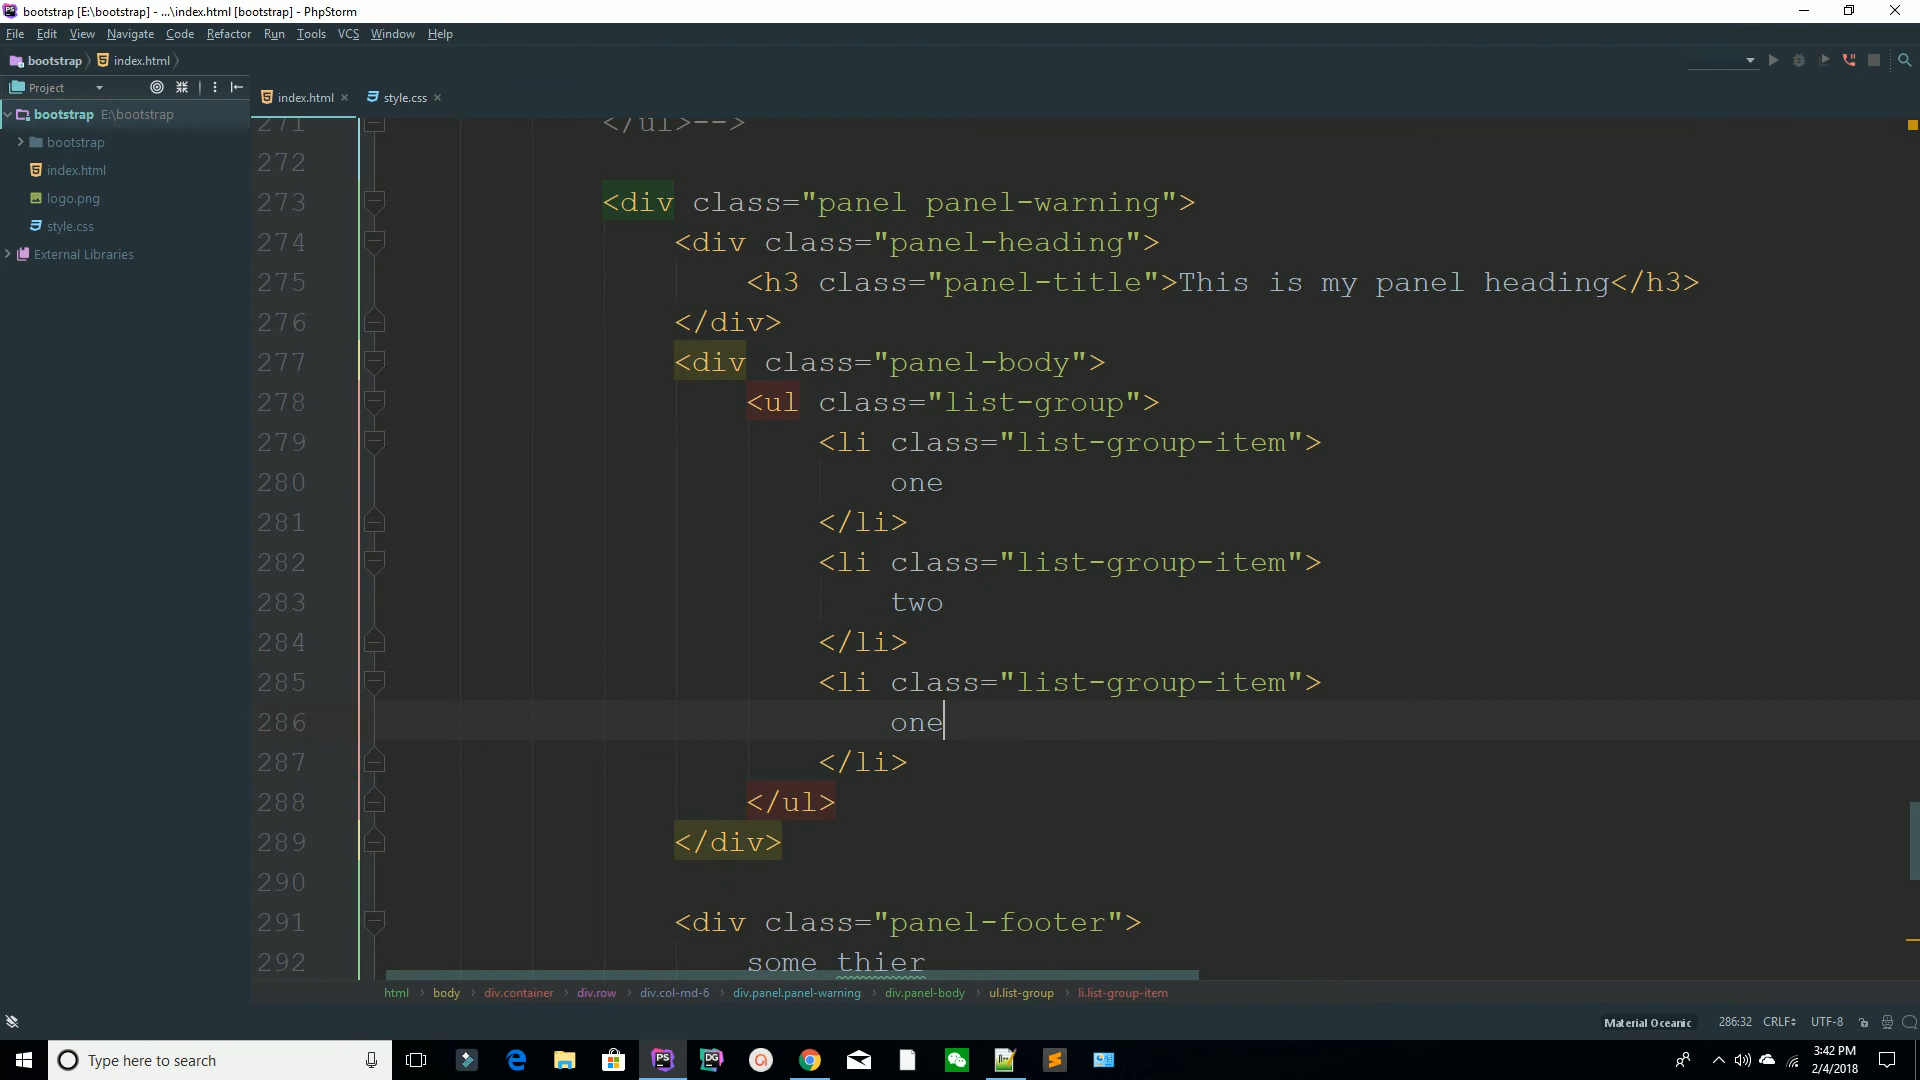 bootstrap [E:\bootstrap] - ...\index.html [bootstrap] - PhpStorm
File Edit View Navigate Code Refactor Run Tools VCS Window Help
bootstrap index.html
Project
index.html style.css
bootstrap E:\bootstrap
bootstrap
index.html
logo.png
style.css
External Libraries
271 </ul>-->
272
273 <div class="panel panel-warning">
274 <div class="panel-heading">
275 <h3 class="panel-title">This is my panel heading</h3>
276 </div>
277 <div class="panel-body">
278 <ul class="list-group">
279 <li class="list-group-item">
280 one
281 </li>
282 <li class="list-group-item">
283 two
284 </li>
285 <li class="list-group-item">
286 one
287 </li>
288 </ul>
289 </div>
290
291 <div class="panel-footer">
292 some thier
html body div.container div.row div.col-md-6 div.panel.panel-warning div.panel-body ul.list-group li.list-group-item
Material Oceanic 286:32 CRLF UTF-8
Type here to search
PS DG
3:42 PM
2/4/2018